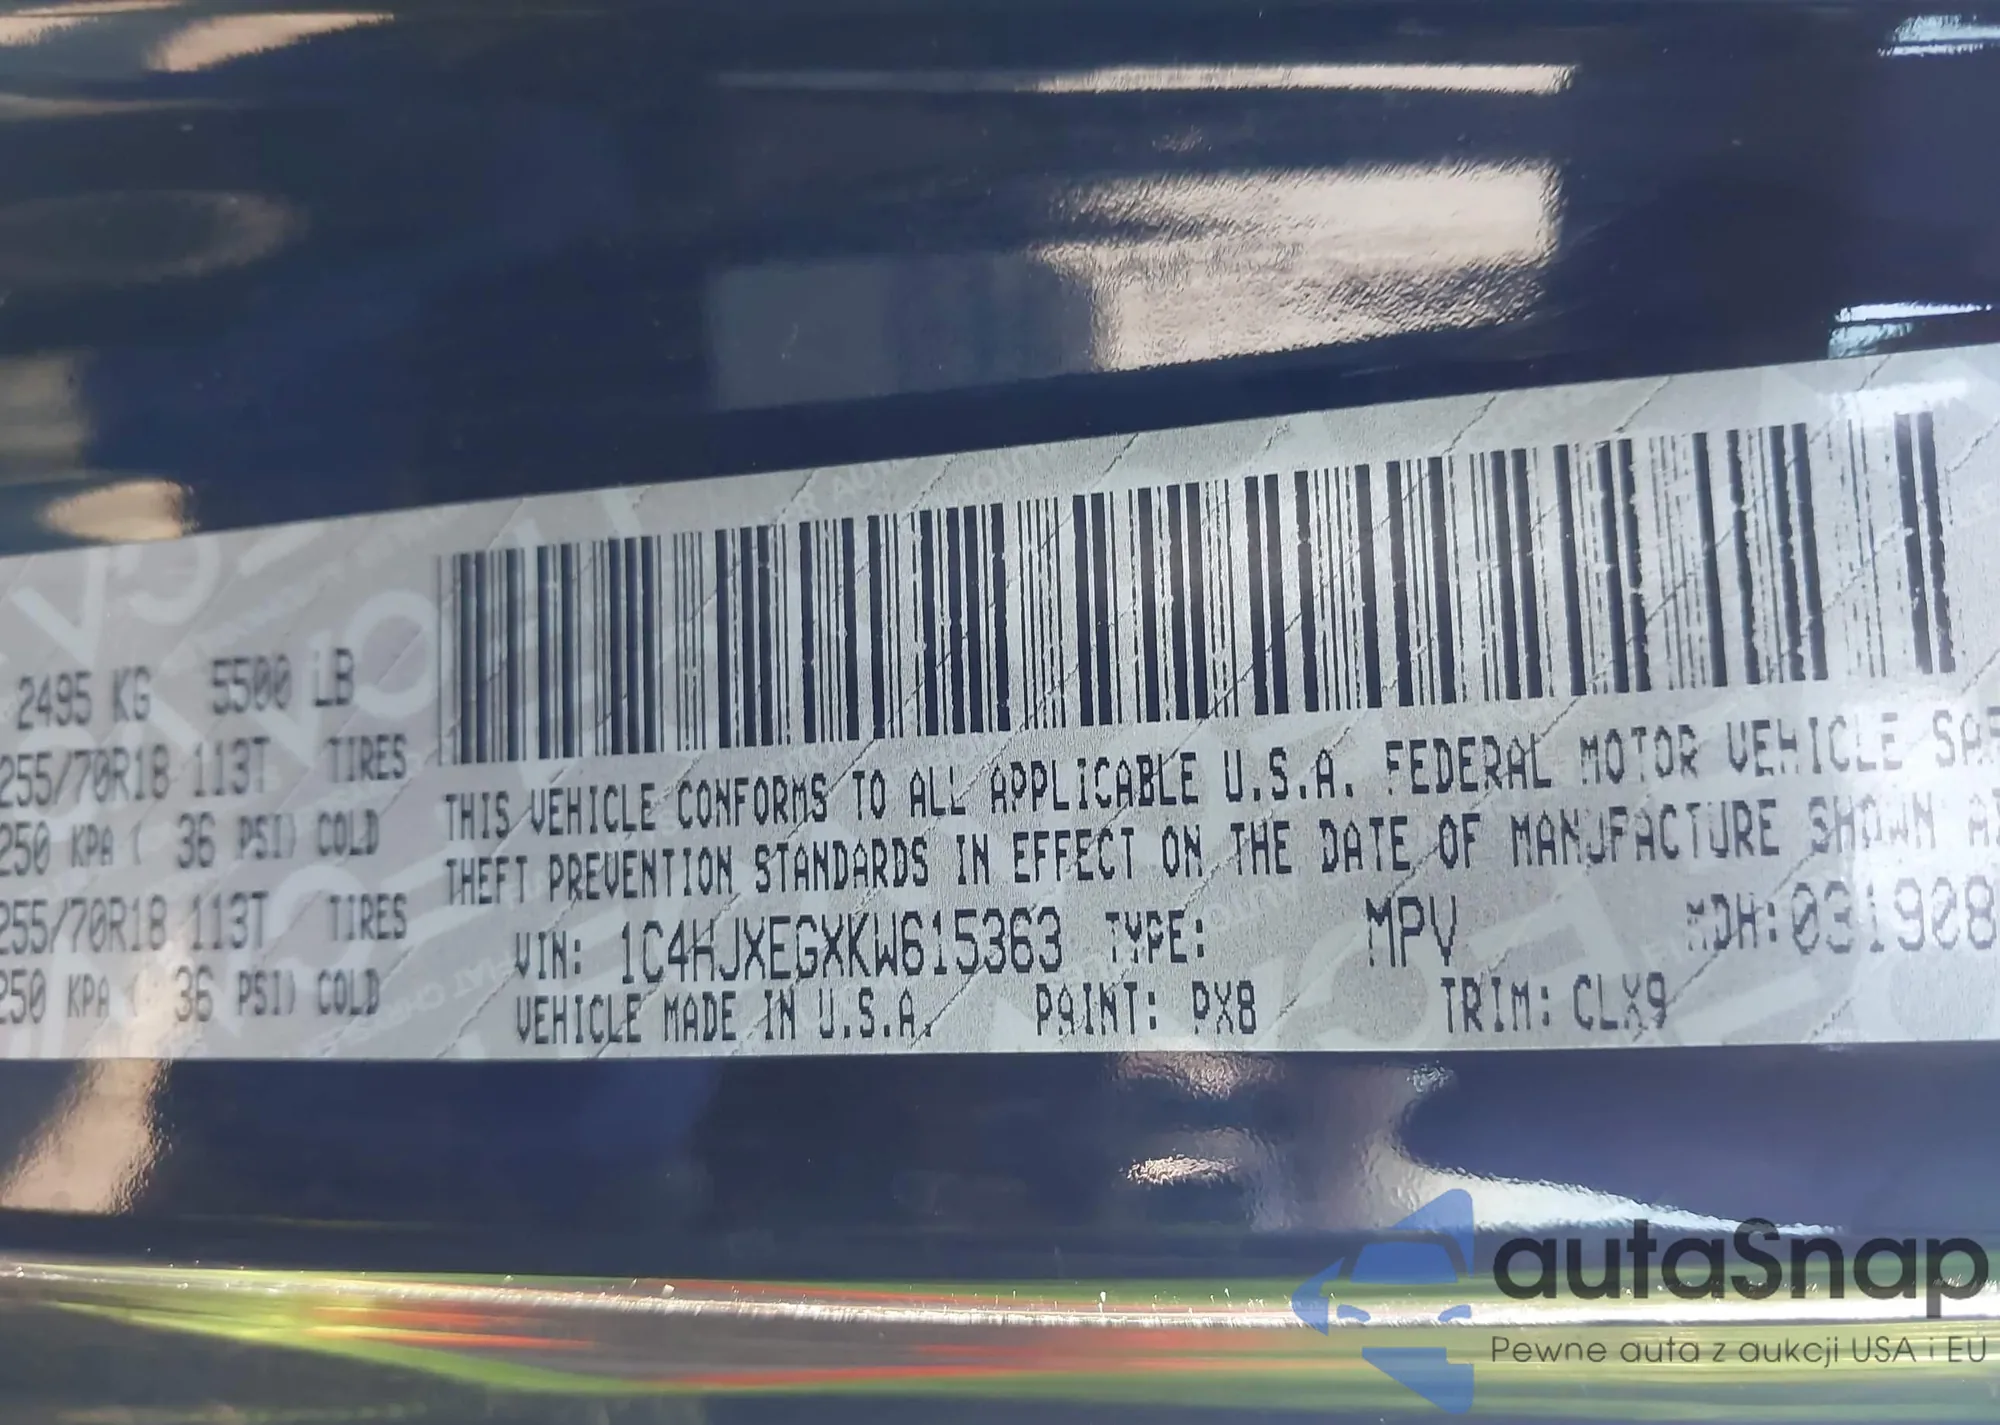 2495 KG 5500 LB
255/70R18 113T TIRES
250 KPA ( 36 PSI) COLD
255/70R18 113T TIRES
250 KPA ( 36 PSI) COLD
THIS VEHICLE CONFORMS TO ALL APPLICABLE U.S.A. FEDERAL MOTOR VEHICLE SAF
THEFT PREVENTION STANDARDS IN EFFECT ON THE DATE OF MANUFACTURE SHOWN A
VIN: 1C4HJXEGXKW615363 TYPE: MPV MDH:031908
VEHICLE MADE IN U.S.A. PAINT: PX8 TRIM: CLX9
autaSnap
Pewne auta z aukcji USA i EU